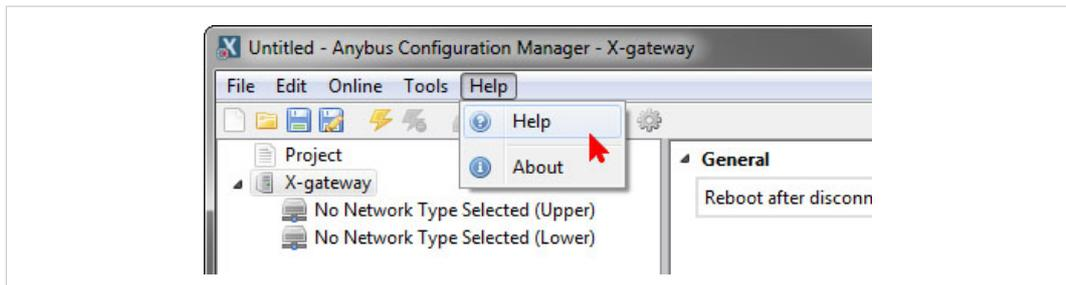 Untitled - Anybus Configuration Manager - X-gateway
File Edit Online Tools Help
Help
About
Project
X-gateway
No Network Type Selected (Upper)
No Network Type Selected (Lower)
General
Reboot after disconn